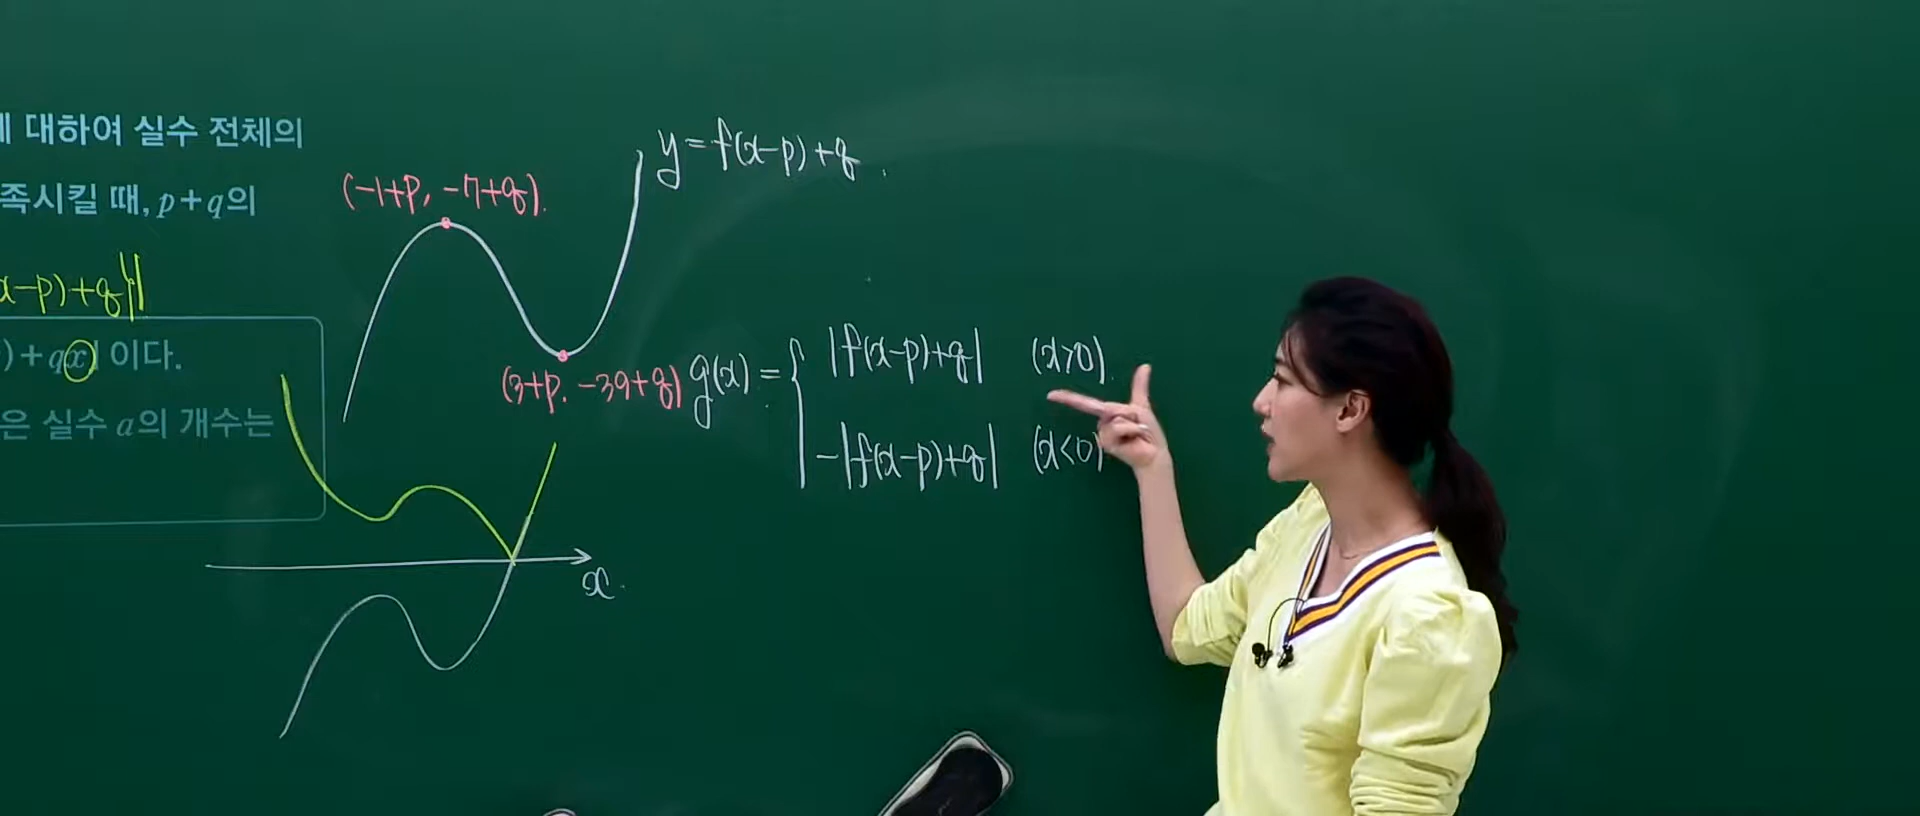 대하여 실수 전체의
족시킬 때, p+q의
x-p)+q|
)+qx| 이다.
은 실수 a의 개수는
(-1+p, -7+q).
y=f(x-p)+q.
(3+p, -39+q)
g(x)= { |f(x-p)+q| (x>0)
-|f(x-p)+q| (x<0)
x.